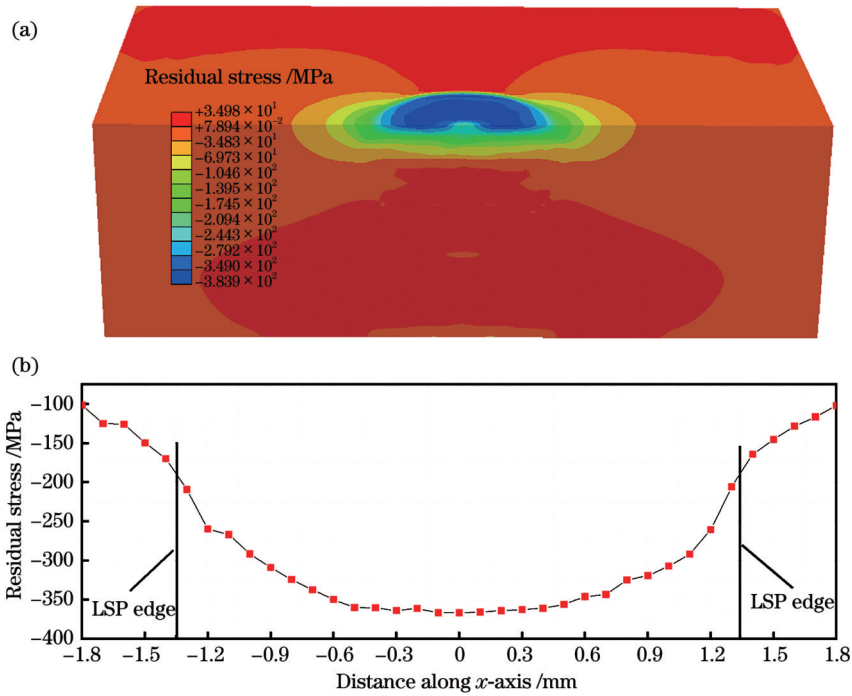 (a)
Residual stress /MPa
+3.498×10¹
+7.894×10⁻²
−3.483×10¹
−6.973×10¹
−1.046×10²
−1.395×10²
−1.745×10²
−2.094×10²
−2.443×10²
−2.792×10²
−3.490×10²
−3.839×10²
(b)
Residual stress /MPa
−100
−150
−200
−250
−300
−350
−400
LSP edge
LSP edge
−1.8 −1.5 −1.2 −0.9 −0.6 −0.3 0 0.3 0.6 0.9 1.2 1.5 1.8
Distance along x-axis /mm